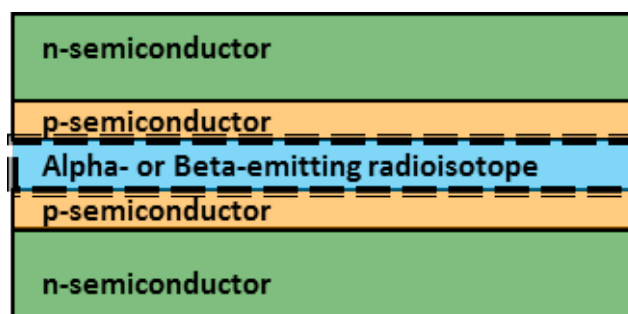 n-semiconductor
p-semiconductor
Alpha- or Beta-emitting radioisotope
p-semiconductor
n-semiconductor